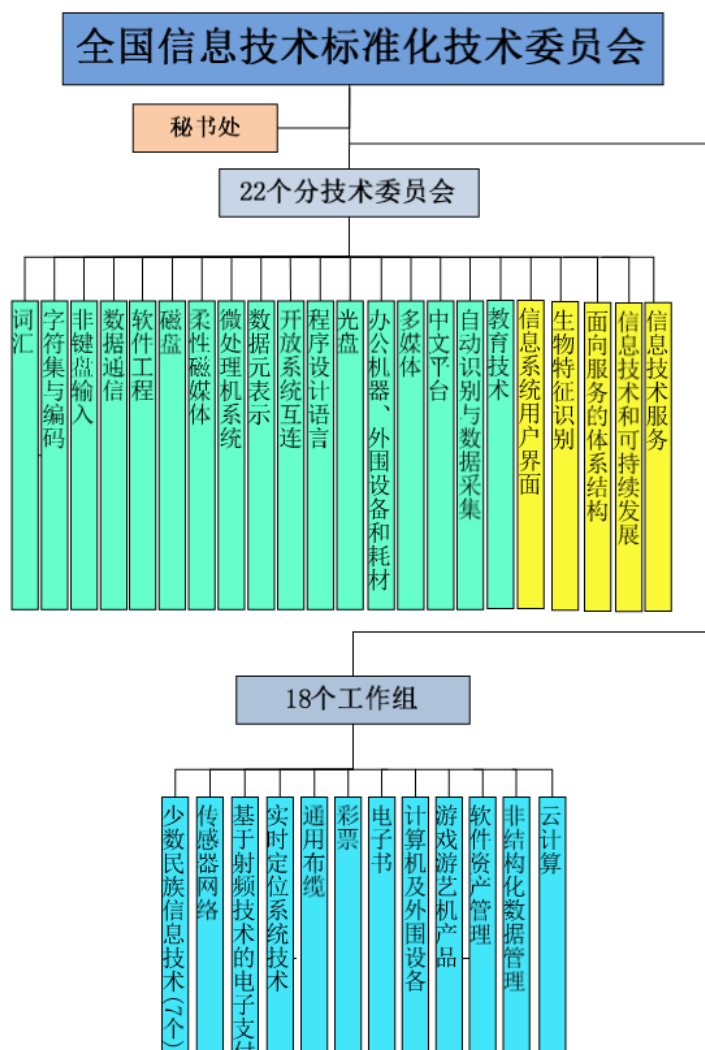 全国信息技术标准化技术委员会
秘书处
22个分技术委员会
词汇
字符集与编码
非键盘输入
数据通信
软件工程
磁盘
柔性磁媒体
微处理机系统
数据元表示
开放系统互连
程序设计语言
光盘
办公机器、外围设备和耗材
多媒体
中文平台
自动识别与数据采集
教育技术
信息系统用户界面
生物特征识别
面向服务的体系结构
信息技术和可持续发展
信息技术服务
18个工作组
少数民族信息技术(7个)
传感器网络
基于射频技术的电子支付
实时定位系统技术
通用布缆
彩票
电子书
计算机及外围设备
游戏游艺机产品
软件资产管理
非结构化数据管理
云计算